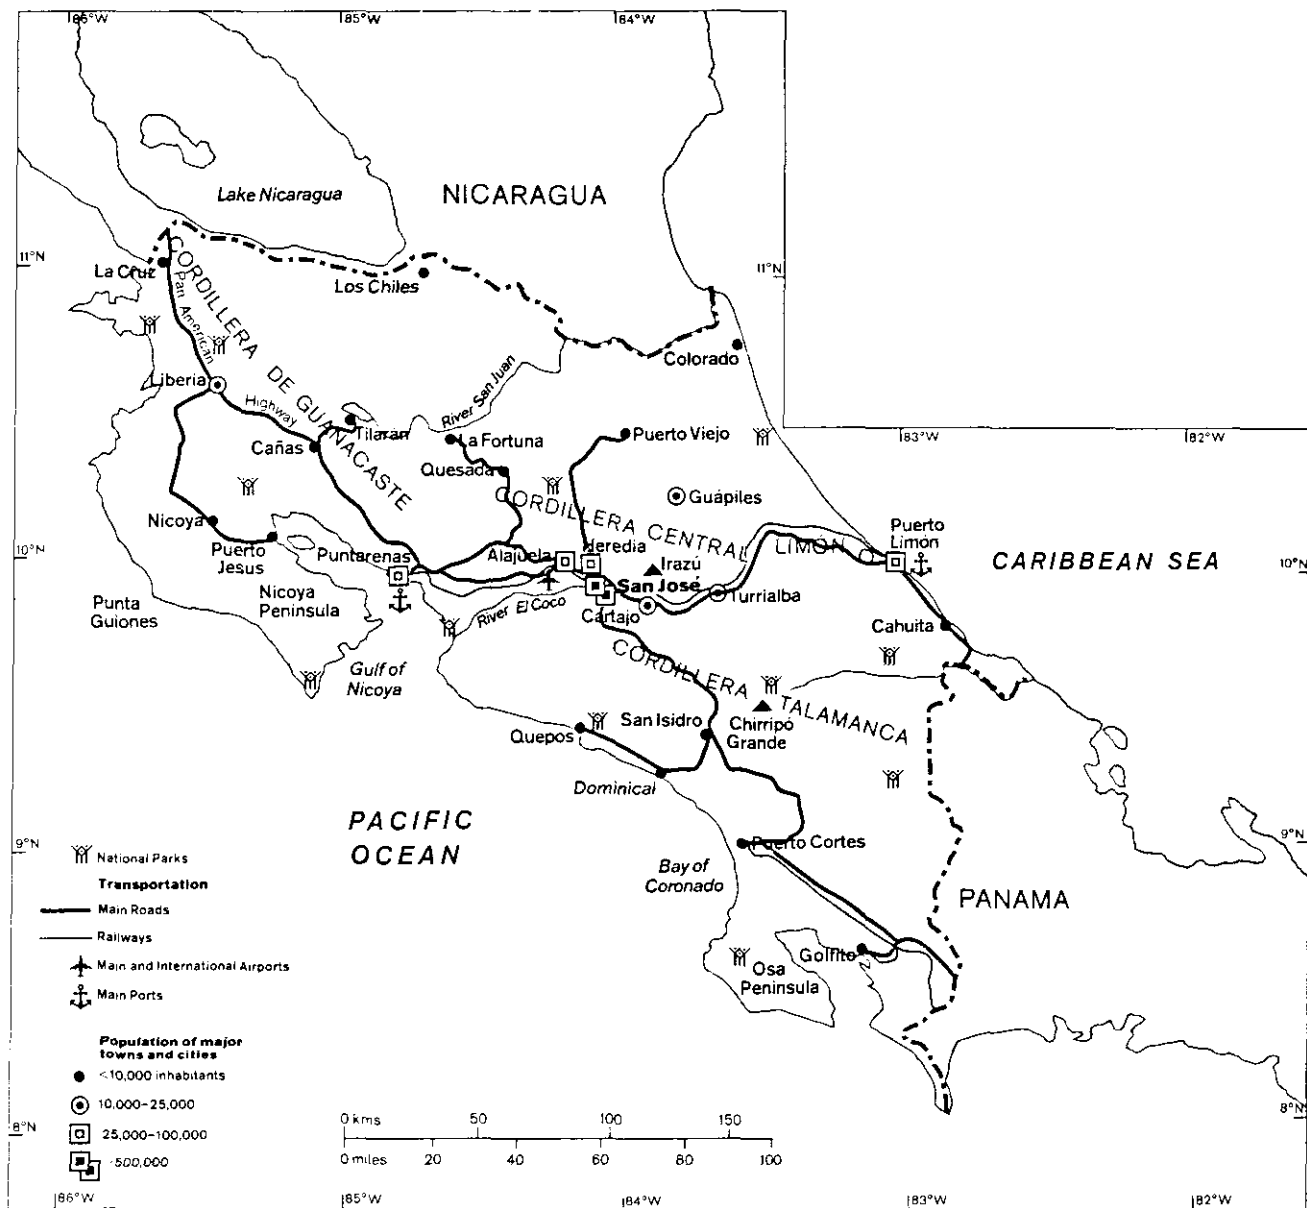 86°W
85°W
84°W
Lake Nicaragua
NICARAGUA
11°N
11°N
La Cruz
Los Chiles
CORDILLERA DE GUANACASTE
Pan American
Highway
Colorado
Liberia
River San Juan
83°W
82°W
Tilarán
La Fortuna
Puerto Viejo
Cañas
Quesada
Guápiles
CORDILLERA CENTRAL
Nicoya
Puerto
Jesus
Puntarenas
Alajuela
Heredia
Irazú
LIMÓN
Puerto
Limón
10°N
10°N
CARIBBEAN SEA
San José
Nicoya
Peninsula
Punta
Guiones
River El Coco
Cartajo
Turrialba
Cahuita
Gulf of
Nicoya
CORDILLERA TALAMANCA
San Isidro
Chirripó
Grande
Quepos
Dominical
PACIFIC
OCEAN
9°N
9°N
Puerto Cortes
Bay of
Coronado
PANAMA
Golfito
Osa
Peninsula
National Parks
Transportation
Main Roads
Railways
Main and International Airports
Main Ports
Population of major
towns and cities
<10,000 inhabitants
10,000–25,000
25,000–100,000
-500,000
8°N
8°N
0 kms 50 100 150
0 miles 20 40 60 80 100
86°W
85°W
84°W
83°W
82°W